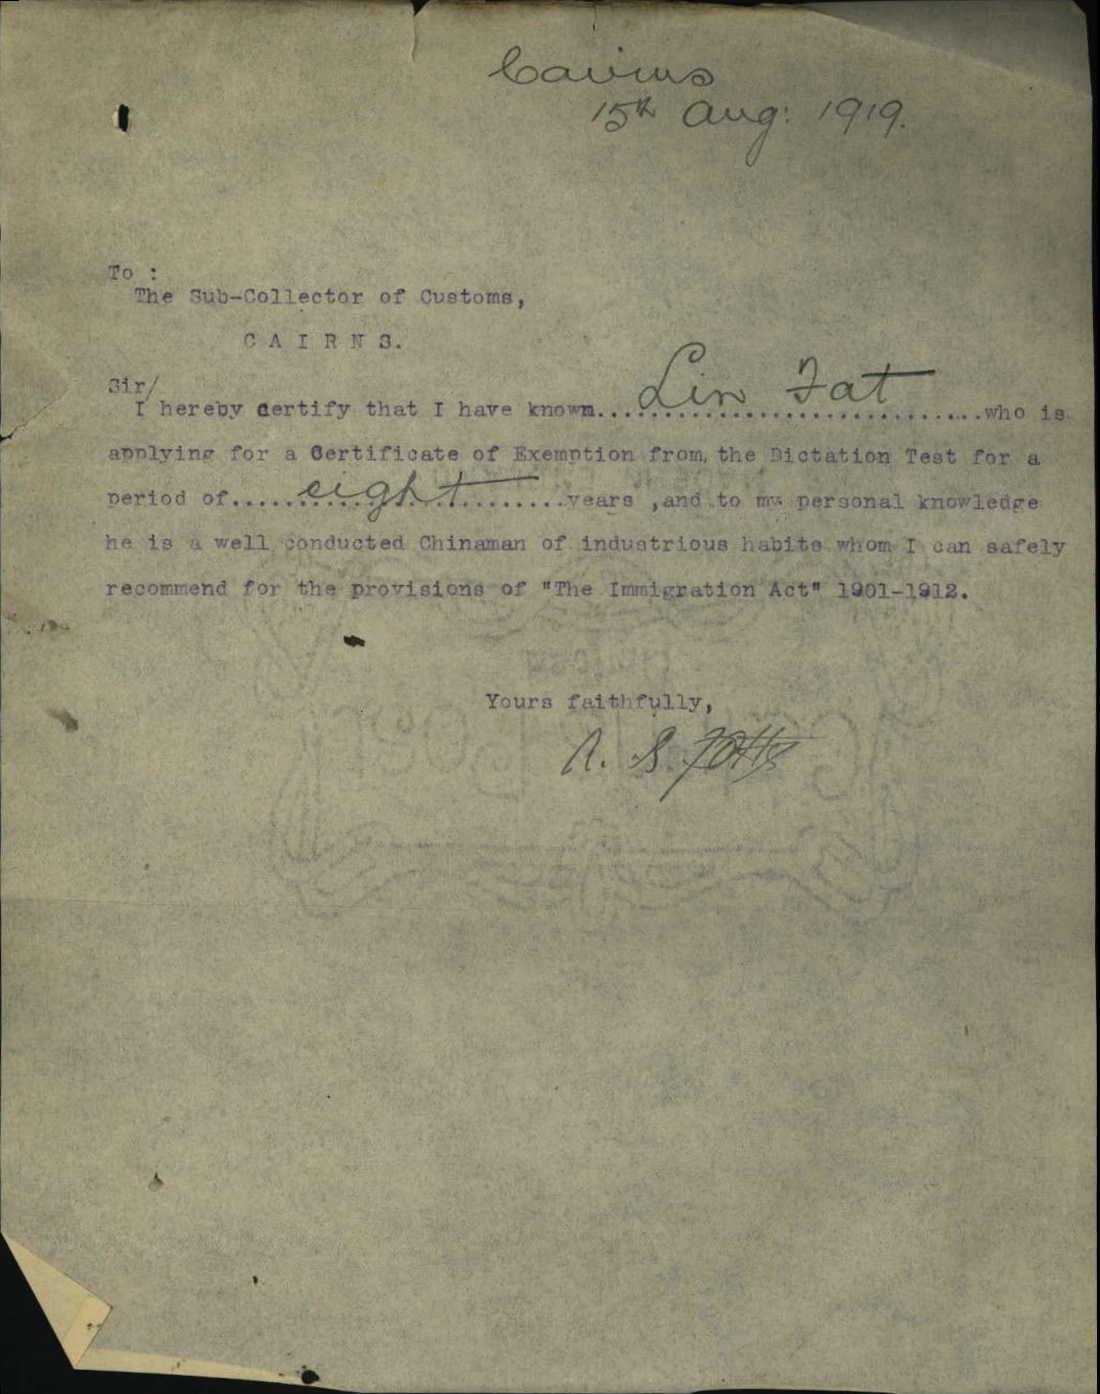 Cairns
15th Aug: 1919.
To :
The Sub-Collector of Customs,
C A I R N S.
Sir/
I hereby certify that I have known....Lin Fat....who is
applying for a Certificate of Exemption from the Dictation Test for a
period of.....eight.....years ,and to my personal knowledge
he is a well conducted Chinaman of industrious habits whom I can safely
recommend for the provisions of "The Immigration Act" 1901-1912.
Yours faithfully,